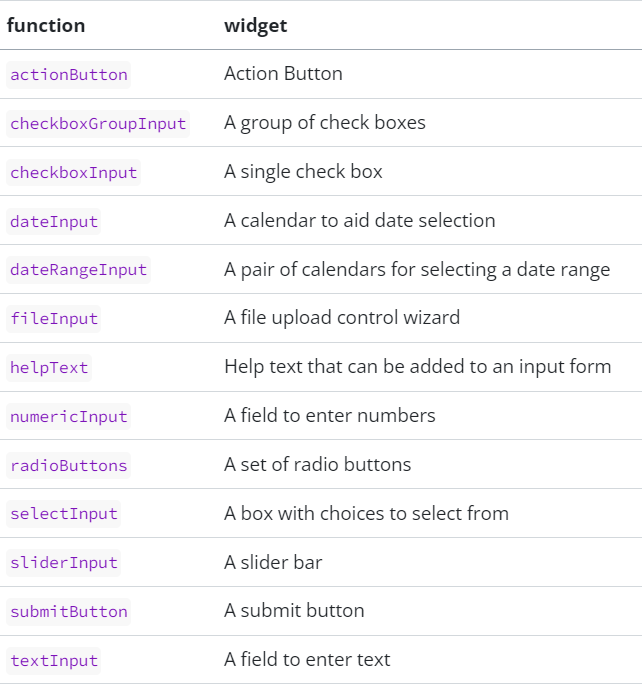 function widget
actionButton Action Button
checkboxGroupInput A group of check boxes
checkboxInput A single check box
dateInput A calendar to aid date selection
dateRangeInput A pair of calendars for selecting a date range
fileInput A file upload control wizard
helpText Help text that can be added to an input form
numericInput A field to enter numbers
radioButtons A set of radio buttons
selectInput A box with choices to select from
sliderInput A slider bar
submitButton A submit button
textInput A field to enter text